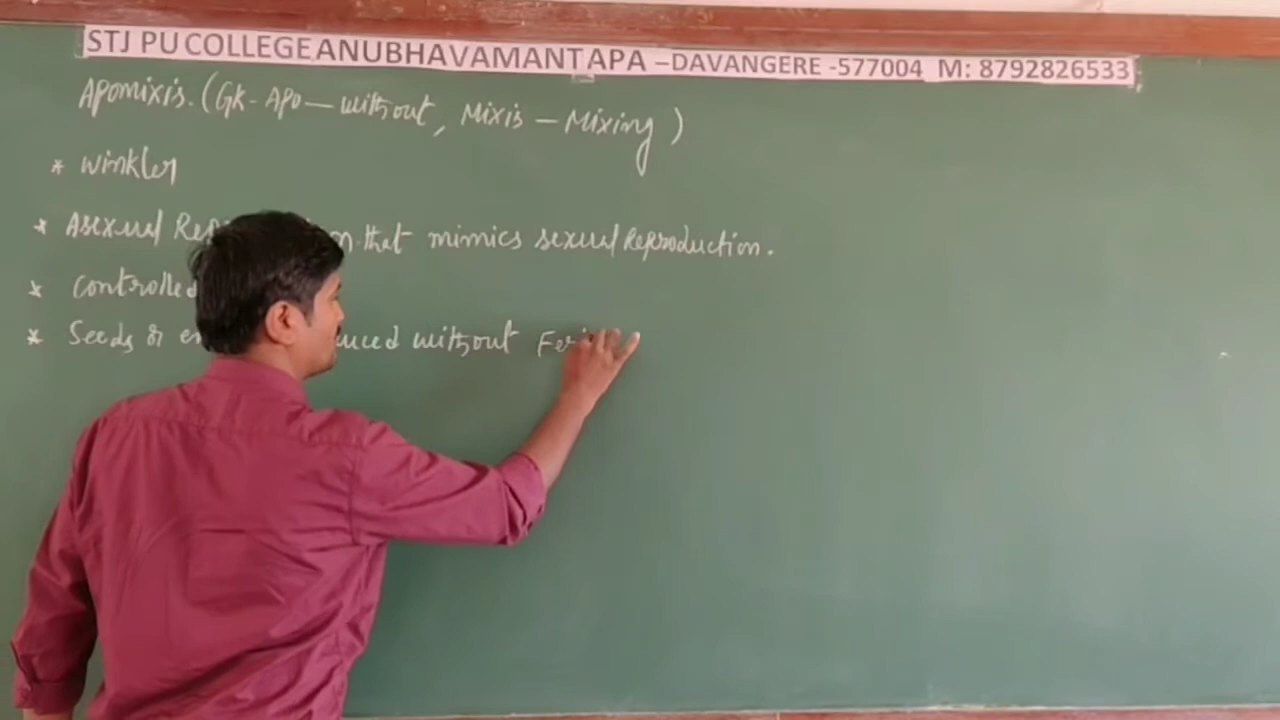 STJ PU COLLEGE ANUBHAVAMANTAPA –DAVANGERE -577004 M: 8792826533
Apomixis. (Gk- Apo — without, Mixis – Mixing)
* Winkler
* Asexual that mimics sexual Reproduction.
* Controlled
* Seeds or without